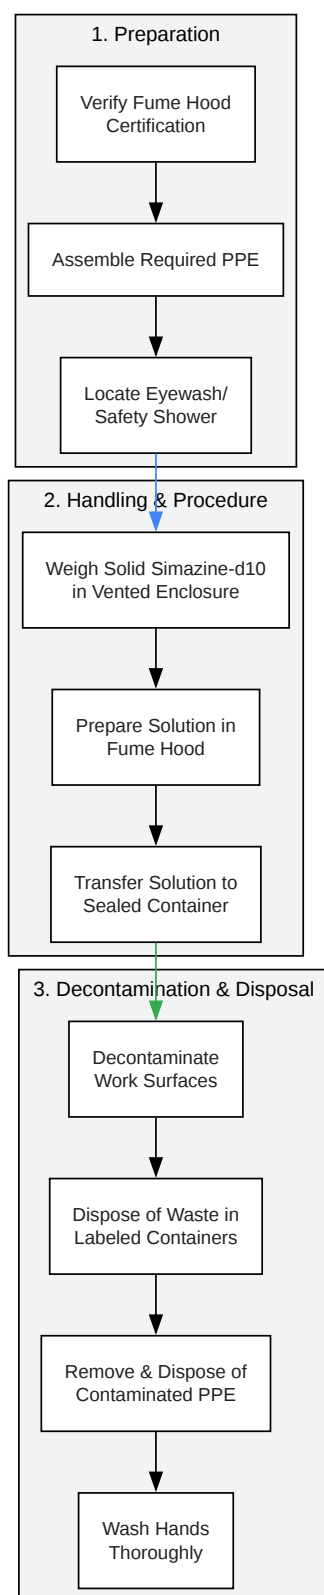 1. Preparation
Verify Fume Hood
Certification
Assemble Required PPE
Locate Eyewash/
Safety Shower
2. Handling & Procedure
Weigh Solid Simazine-d10
in Vented Enclosure
Prepare Solution in
Fume Hood
Transfer Solution to
Sealed Container
3. Decontamination & Disposal
Decontaminate
Work Surfaces
Dispose of Waste in
Labeled Containers
Remove & Dispose of
Contaminated PPE
Wash Hands
Thoroughly